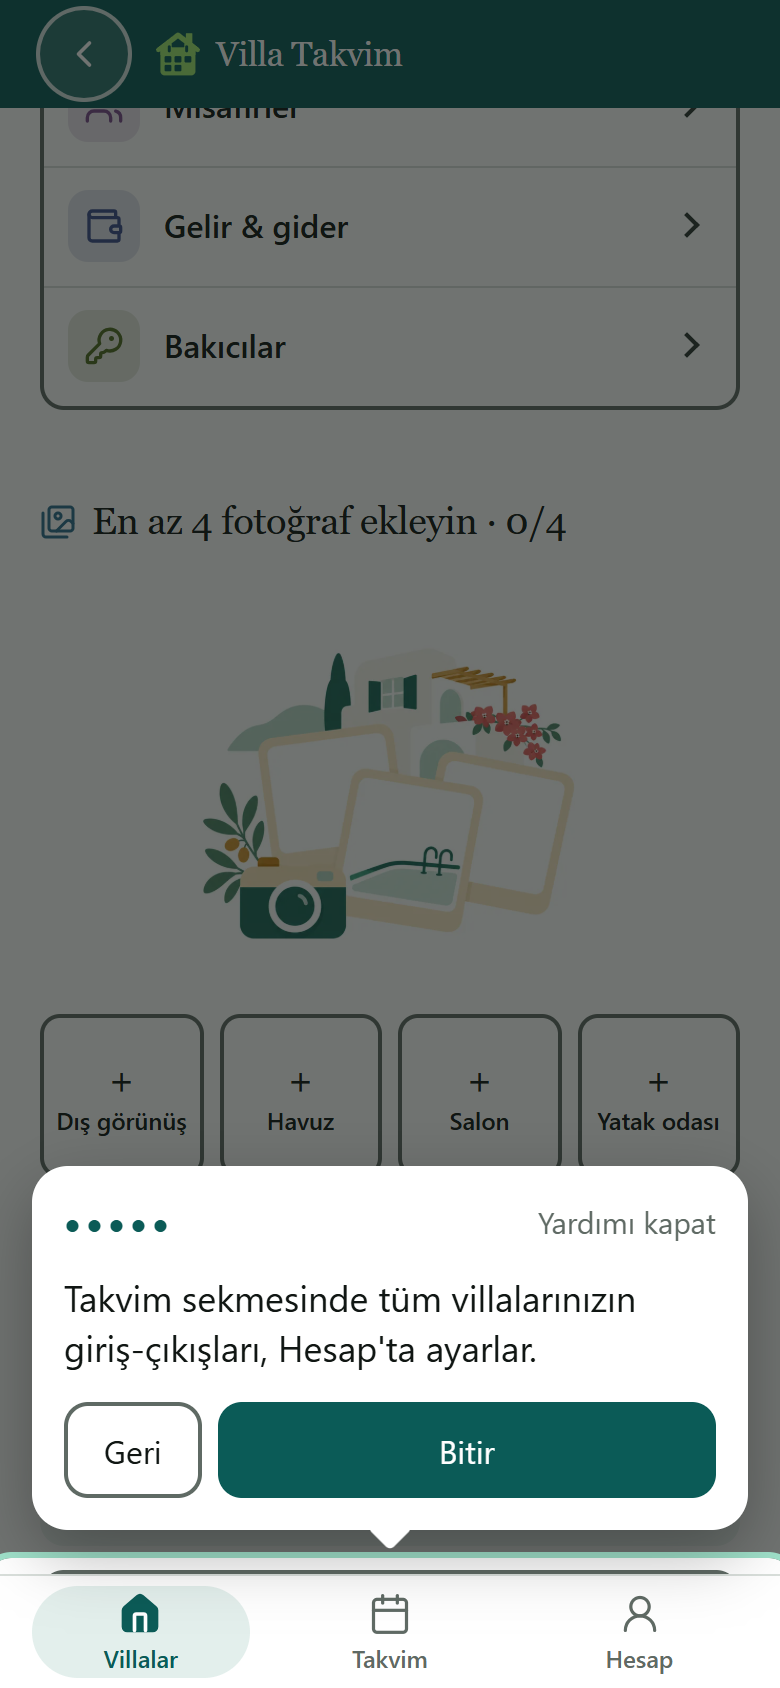 Villa Takvim
Misafirler
Gelir & gider
Bakıcılar
En az 4 fotoğraf ekleyin · 0/4
+ + + +
Dış görünüş Havuz Salon Yatak odası
Yardımı kapat
Takvim sekmesinde tüm villalarınızın
giriş-çıkışları, Hesap'ta ayarlar.
Geri Bitir
Villalar Takvim Hesap